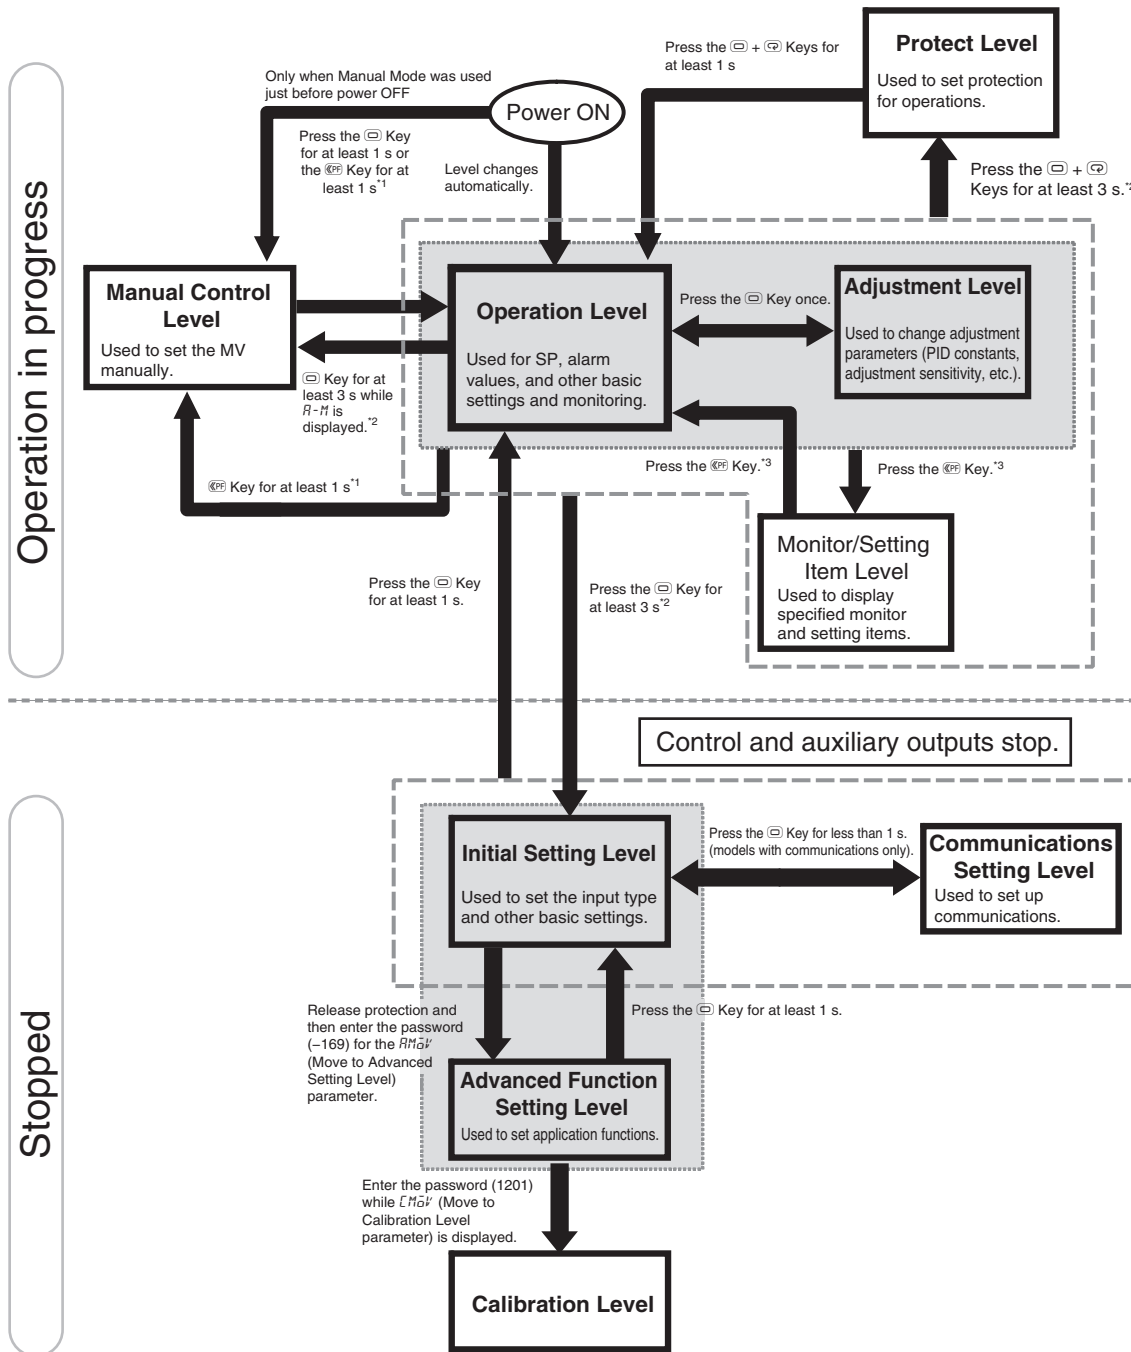 Operation in progress
Only when Manual Mode was used
just before power OFF
Power ON
Press the Key
for at least 1 s or
the PF Key for at
least 1 s*1
Level changes
automatically.
Press the + Keys for
at least 1 s
Protect Level
Used to set protection
for operations.
Press the +
Keys for at least 3 s.*2
Manual Control
Level
Used to set the MV
manually.
Key for at
least 3 s while
A-M is
displayed.*2
Operation Level
Used for SP, alarm
values, and other basic
settings and monitoring.
Press the Key once.
Adjustment Level
Used to change adjustment
parameters (PID constants,
adjustment sensitivity, etc.).
PF Key for at least 1 s*1
Press the PF Key.*3
Press the PF Key.*3
Monitor/Setting
Item Level
Used to display
specified monitor
and setting items.
Press the Key
for at least 1 s.
Press the Key for
at least 3 s*2
Control and auxiliary outputs stop.
Stopped
Initial Setting Level
Used to set the input type
and other basic settings.
Press the Key for less than 1 s.
(models with communications only).
Communications
Setting Level
Used to set up
communications.
Release protection and
then enter the password
(−169) for the AMoV
(Move to Advanced
Setting Level)
parameter.
Press the Key for at least 1 s.
Advanced Function
Setting Level
Used to set application functions.
Enter the password (1201)
while CMoV (Move to
Calibration Level
parameter) is displayed.
Calibration Level